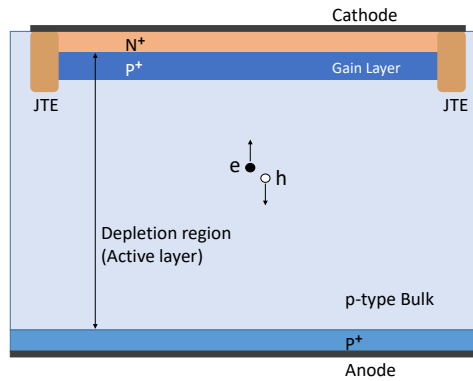 Cathode
N⁺
P⁺ Gain Layer
JTE JTE
e
h
Depletion region
(Active layer)
p-type Bulk
P⁺
Anode